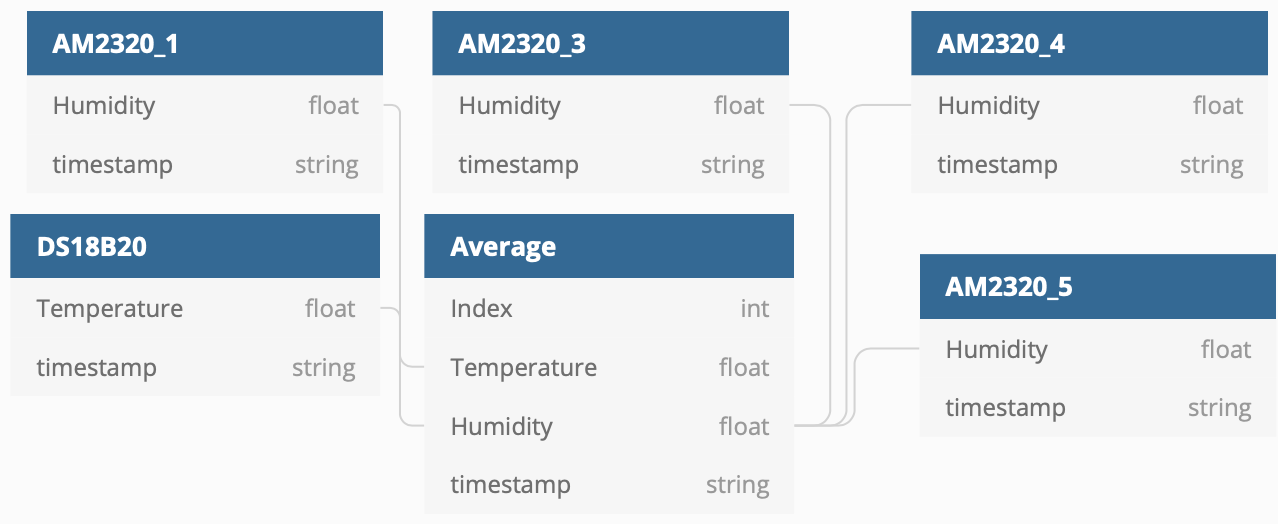 AM2320_1
Humidity float
timestamp string
AM2320_3
Humidity float
timestamp string
AM2320_4
Humidity float
timestamp string
DS18B20
Temperature float
timestamp string
Average
Index int
Temperature float
Humidity float
timestamp string
AM2320_5
Humidity float
timestamp string